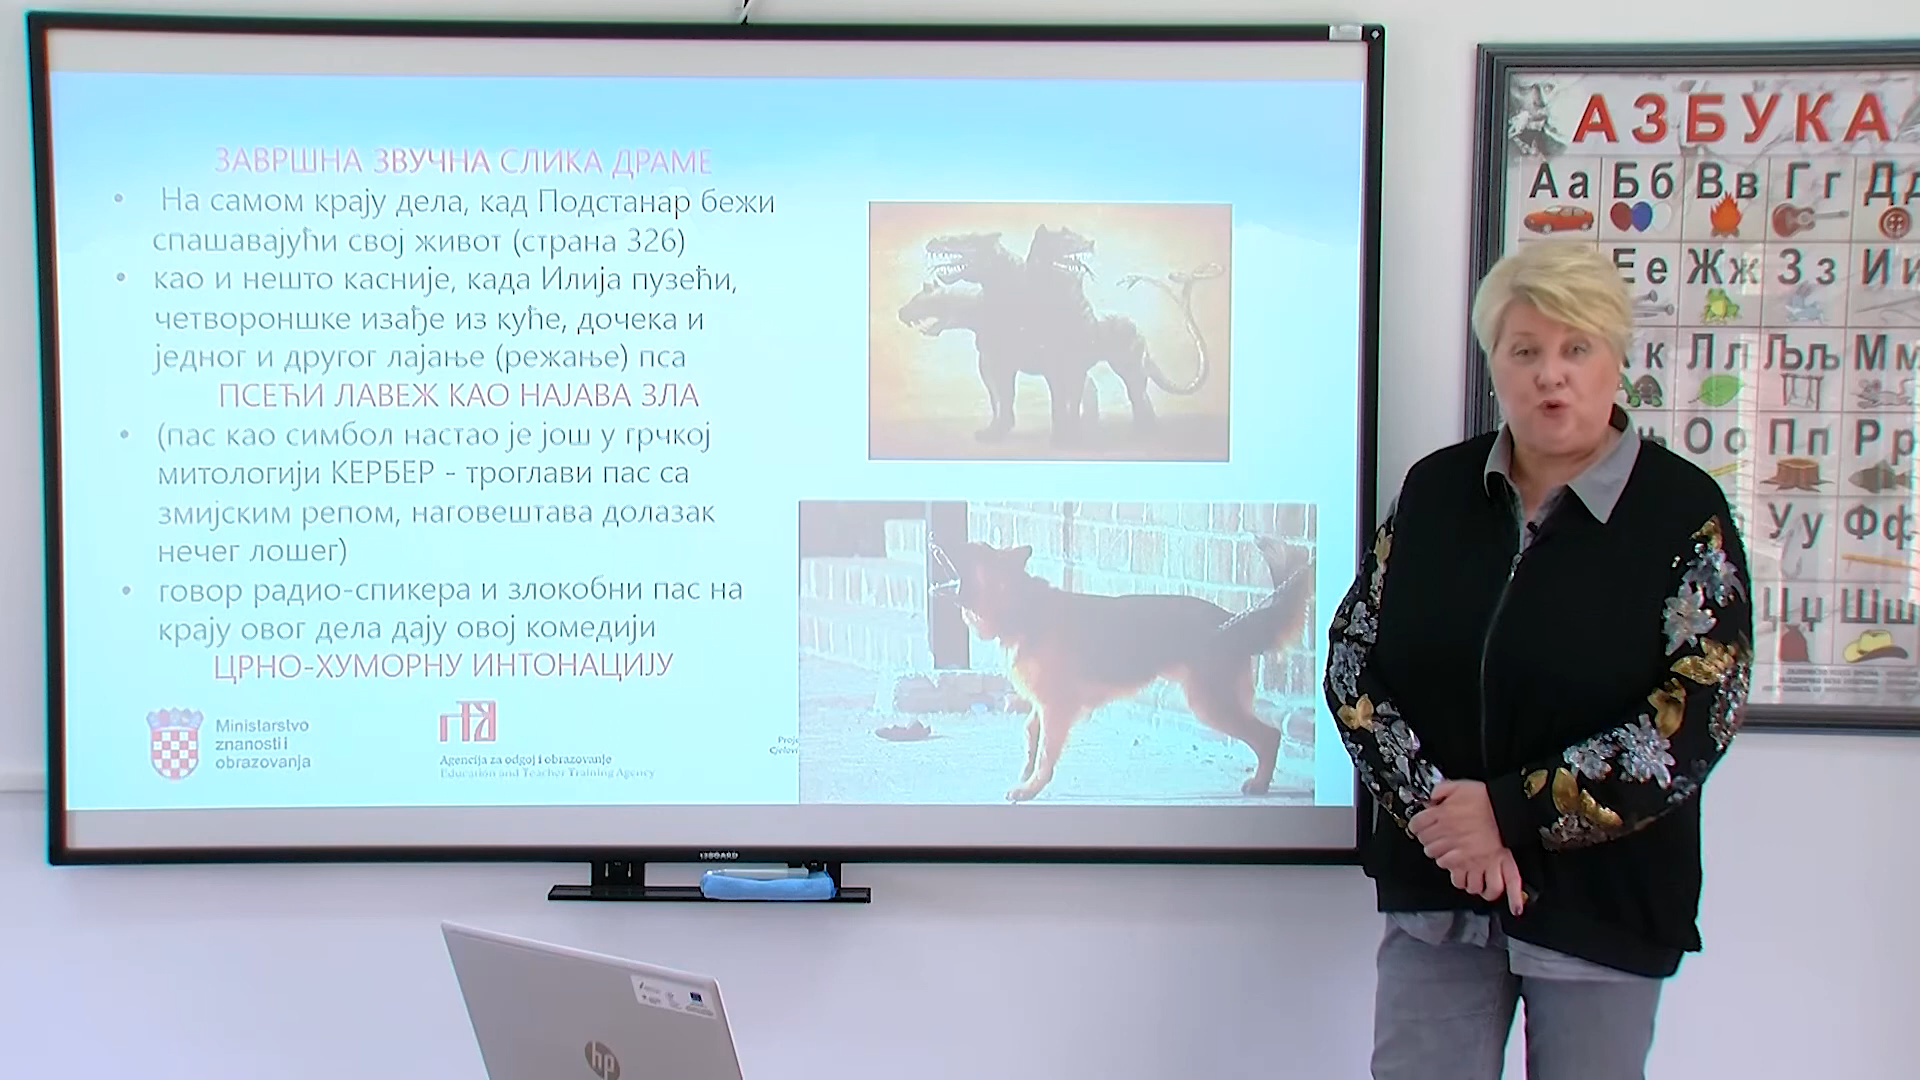 ЗАВРШНА ЗВУЧНА СЛИКА ДРАМЕ
• На самом крају дела, кад Подстанар бежи
спашавајући свој живот (страна 326)
• као и нешто касније, када Илија пузећи,
четвороншке изађе из куће, дочека и
једног и другог лајање (режање) пса
ПСЕЋИ ЛАВЕЖ КАО НАЈАВА ЗЛА
• (пас као симбол настао је још у грчкој
митологији КЕРБЕР - троглави пас са
змијским репом, наговештава долазак
нечег лошег)
• говор радио-спикера и злокобни пас на
крају овог дела дају овој комедији
ЦРНО-ХУМОРНУ ИНТОНАЦИЈУ
Ministarstvo
znanosti i
obrazovanja
Agencija za odgoj i obrazovanje
Education and Teacher Training Agency
hp
АЗБУКА
Аа Бб Вв Гг Дд
Ее Жж Зз Ии
к Лл Љљ Мм
Оо Пп Рр
Уу Фф
Џџ Шш